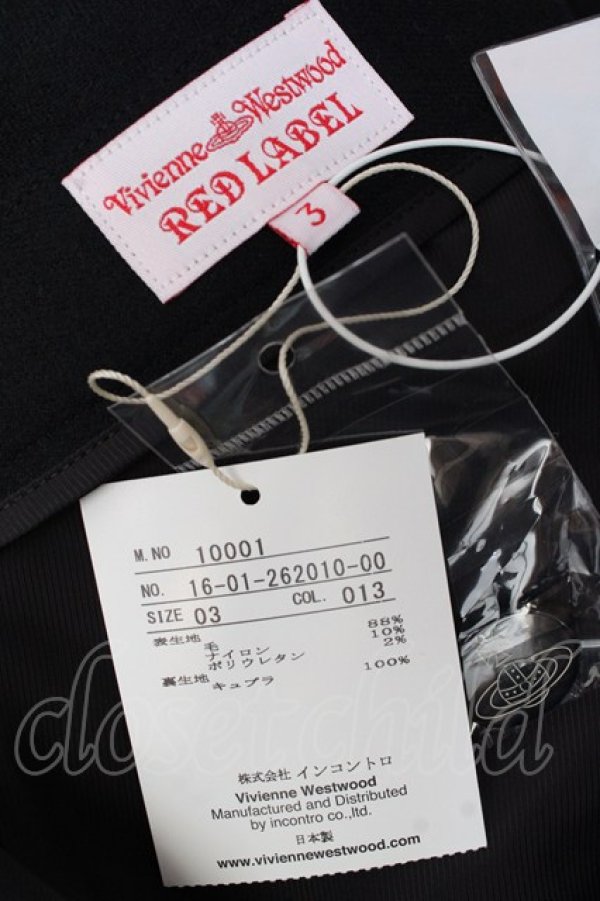 Vivienne Westwood
RED LABEL
3
M.NO 10001
NO. 16-01-262010-00
SIZE 03 COL. 013
表生地
毛 88%
ナイロン 10%
ポリウレタン 2%
裏生地
キュプラ 100%
株式会社 インコントロ
Vivienne Westwood
Manufactured and Distributed
by incontro co.,ltd.
日本製
www.viviennewestwood.com
closet child